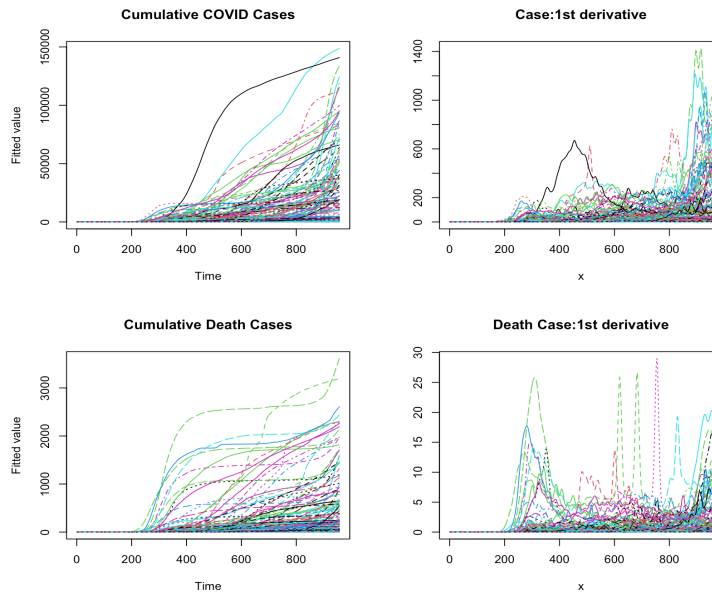 Cumulative COVID Cases
Fitted value
0
50000
100000
150000
0 200 400 600 800
Time
Case:1st derivative
0
200
600
1000
1400
0 200 400 600 800
x
Cumulative Death Cases
Fitted value
0
1000
2000
3000
0 200 400 600 800
Time
Death Case:1st derivative
0
5
10
15
20
25
30
0 200 400 600 800
x